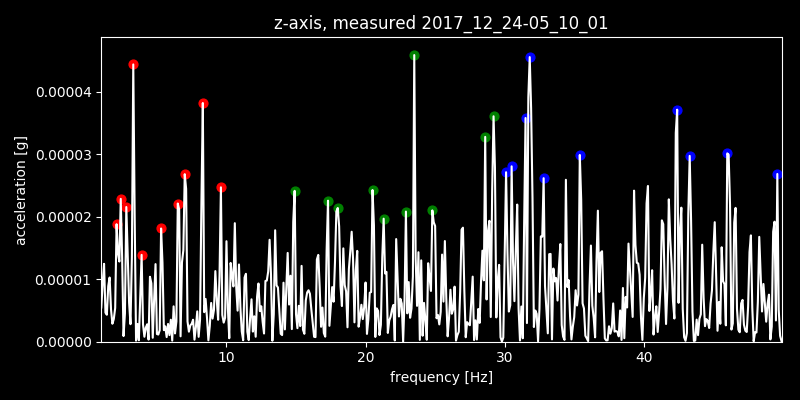 z-axis, measured 2017_12_24-05_10_01
0.00004
0.00003
0.00002
0.00001
0.00000
acceleration [g]
10 20 30 40
frequency [Hz]